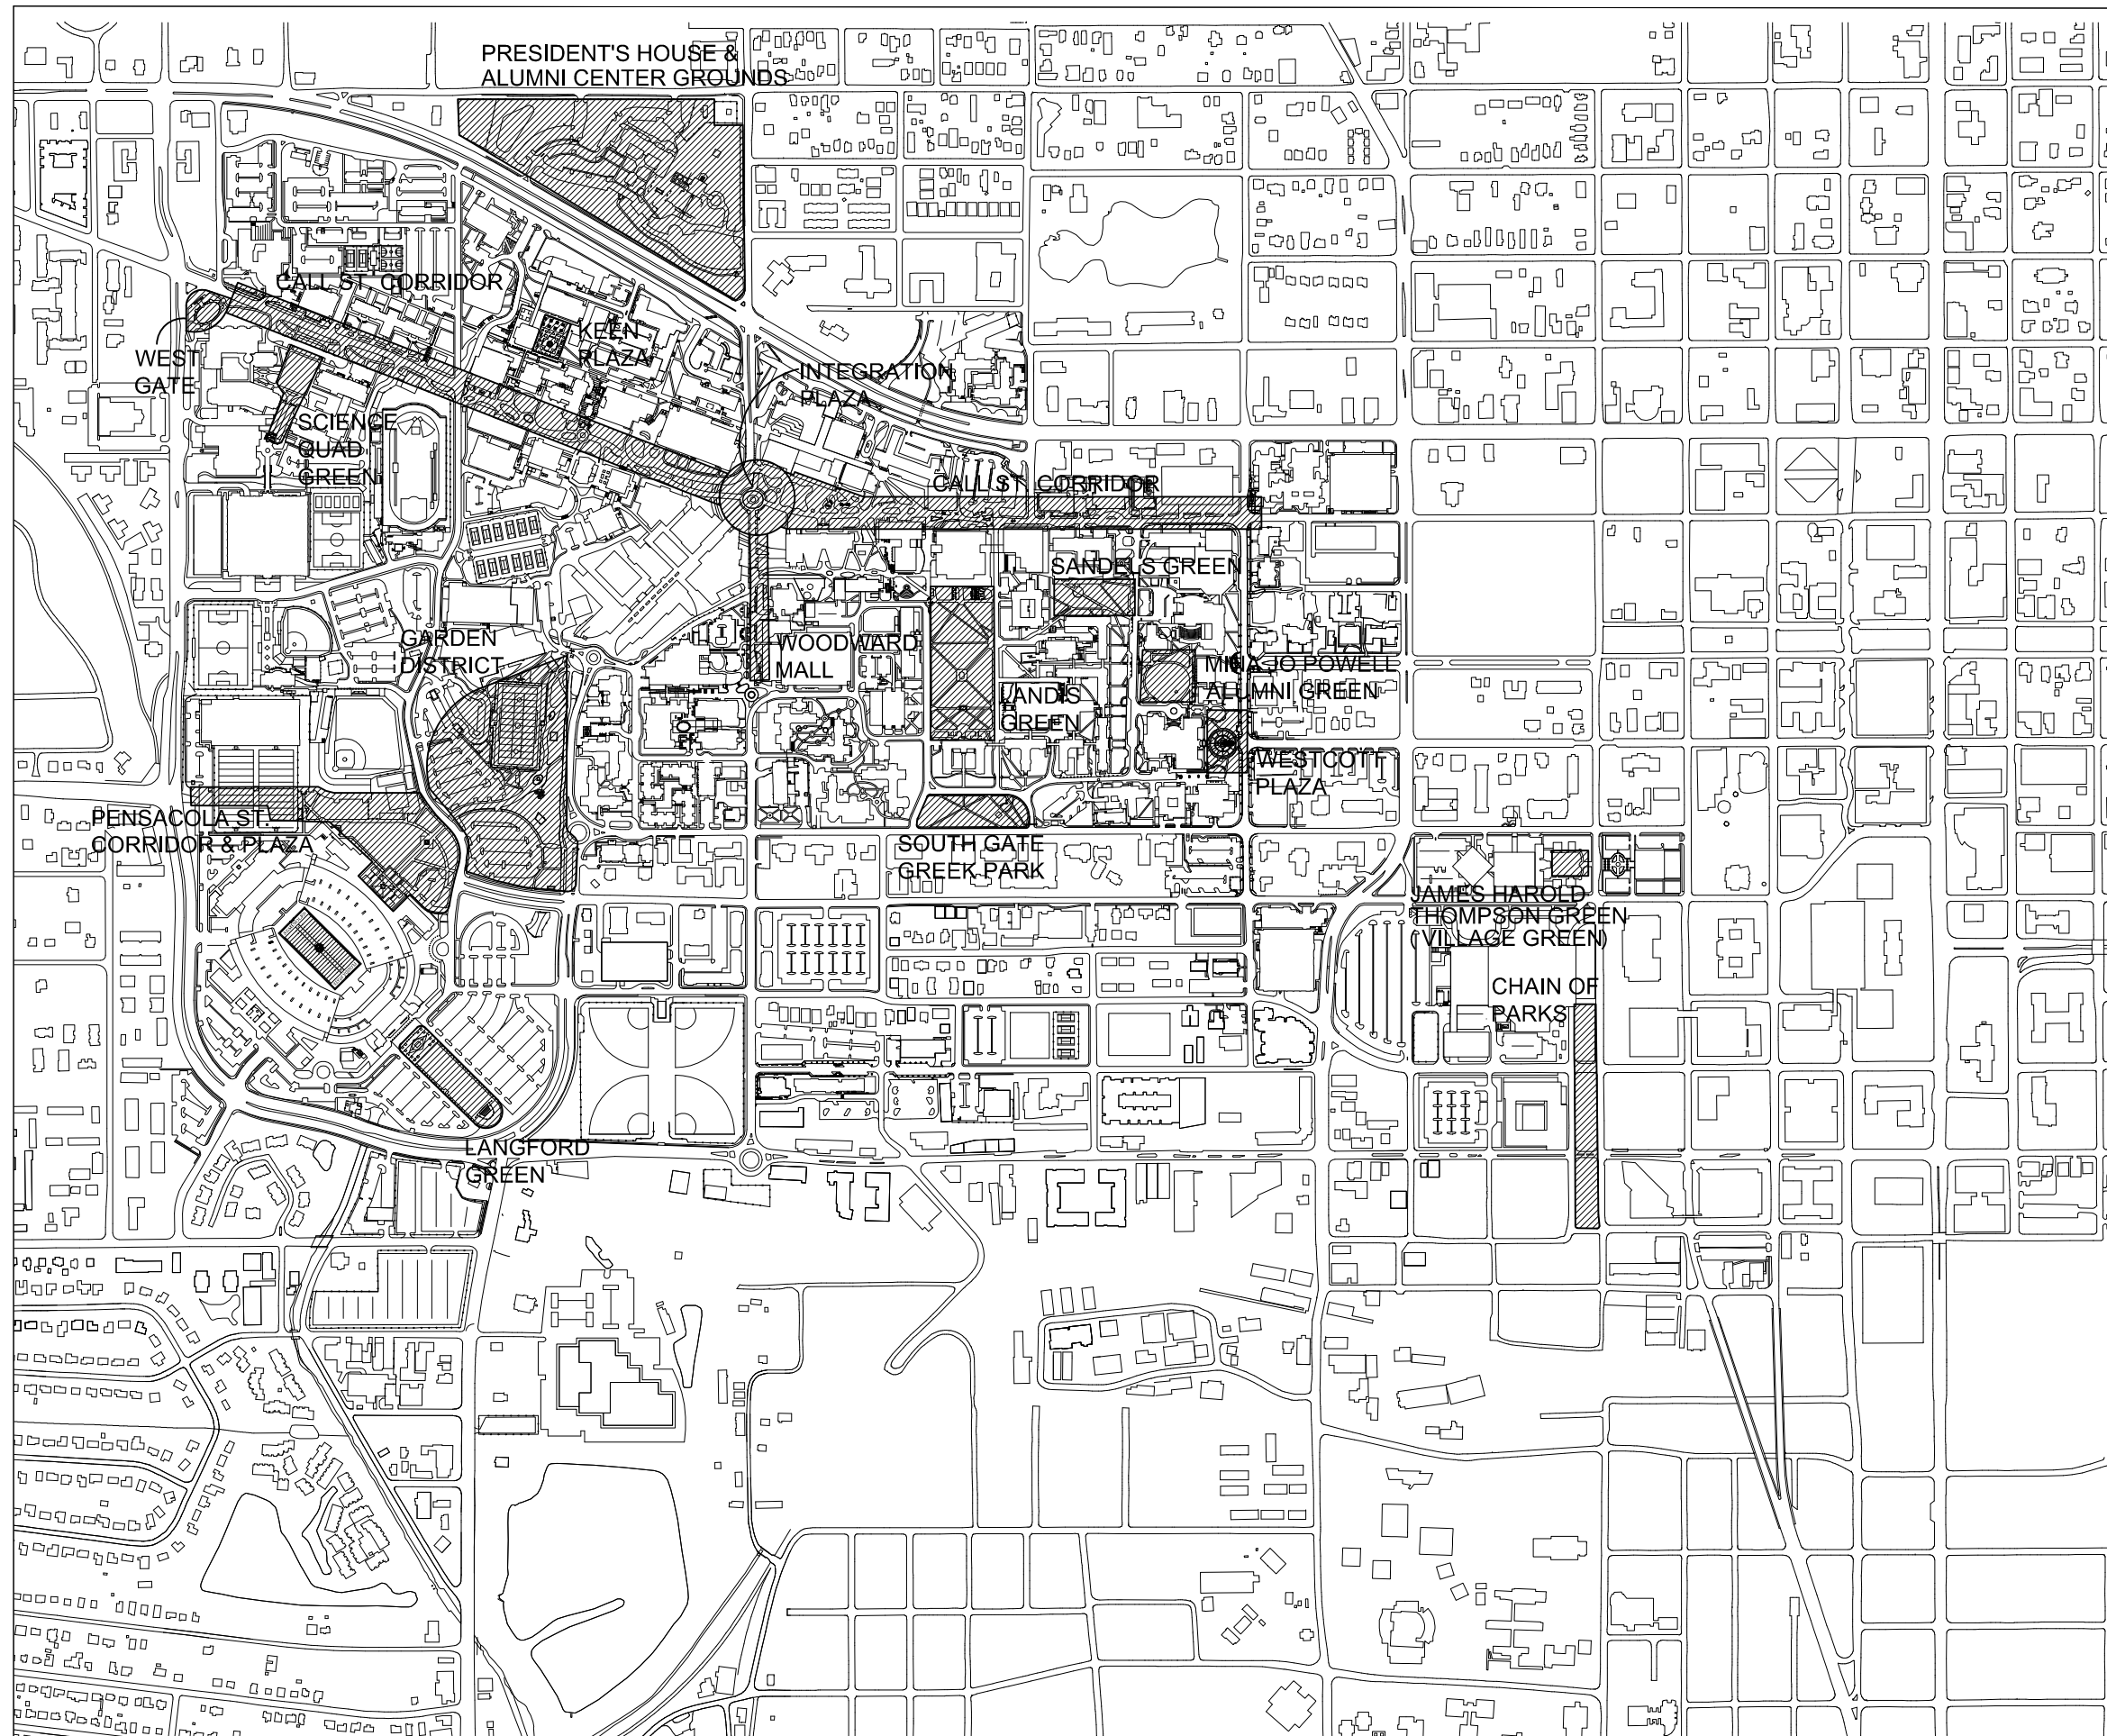 PRESIDENT'S HOUSE &
ALUMNI CENTER GROUNDS
CALL ST. CORRIDOR
KEEN
PLAZA
WEST
GATE
INTEGRATION
PLAZA
SCIENCE
QUAD
GREEN
CALL ST. CORRIDOR
SANDELS GREEN
GARDEN
DISTRICT
WOODWARD
MALL
MINA JO POWELL
ALUMNI GREEN
LANDIS
GREEN
WESTCOTT
PLAZA
PENSACOLA ST.
CORRIDOR & PLAZA
SOUTH GATE
GREEK PARK
JAMES HAROLD
THOMPSON GREEN
(VILLAGE GREEN)
CHAIN OF
PARKS
LANGFORD
GREEN